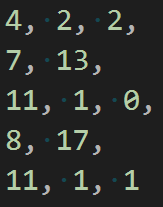 4, 2, 2,
7, 13,
11, 1, 0,
8, 17,
11, 1, 1